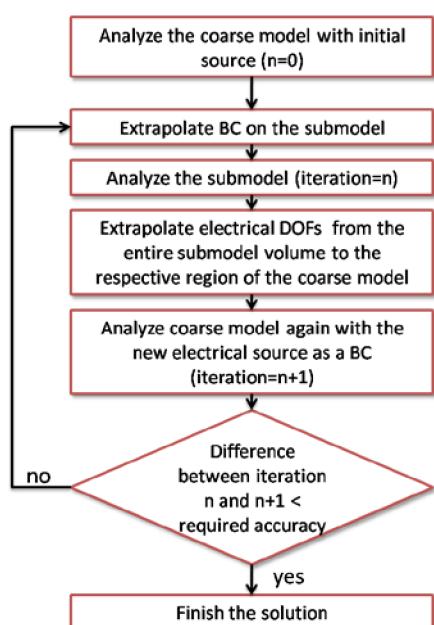 Analyze the coarse model with initial
source (n=0)
Extrapolate BC on the submodel
Analyze the submodel (iteration=n)
Extrapolate electrical DOFs from the
entire submodel volume to the
respective region of the coarse model
Analyze coarse model again with the
new electrical source as a BC
(iteration=n+1)
Difference
between iteration
n and n+1 <
required accuracy
no
yes
Finish the solution